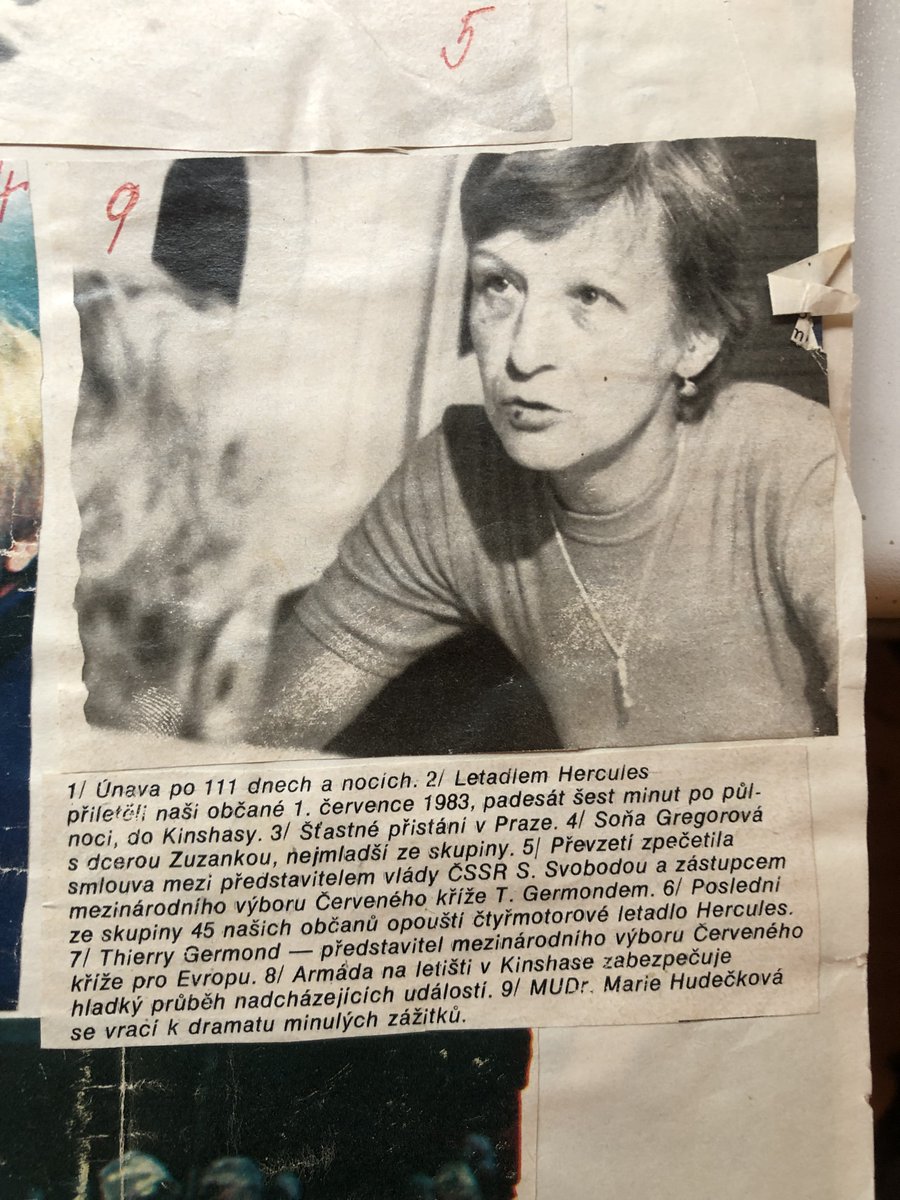 5
9
1/ Únava po 111 dnech a nocích. 2/ Letadlem Hercules
přiletěli naši občané 1. července 1983, padesát šest minut po půl-
noci, do Kinshasy. 3/ Šťastné přistání v Praze. 4/ Soňa Gregorová
s dcerou Zuzankou, nejmladší ze skupiny. 5/ Převzetí zpečetila
smlouva mezi představitelem vlády ČSSR S. Svobodou a zástupcem
mezinárodního výboru Červeného kříže T. Germondem. 6/ Poslední
ze skupiny 45 našich občanů opouští čtyřmotorové letadlo Hercules.
7/ Thierry Germond — představitel mezinárodního výboru Červeného
kříže pro Evropu. 8/ Armáda na letišti v Kinshase zabezpečuje
hladký průběh nadcházejících událostí. 9/ MUDr. Marie Hudečková
se vrací k dramatu minulých zážitků.